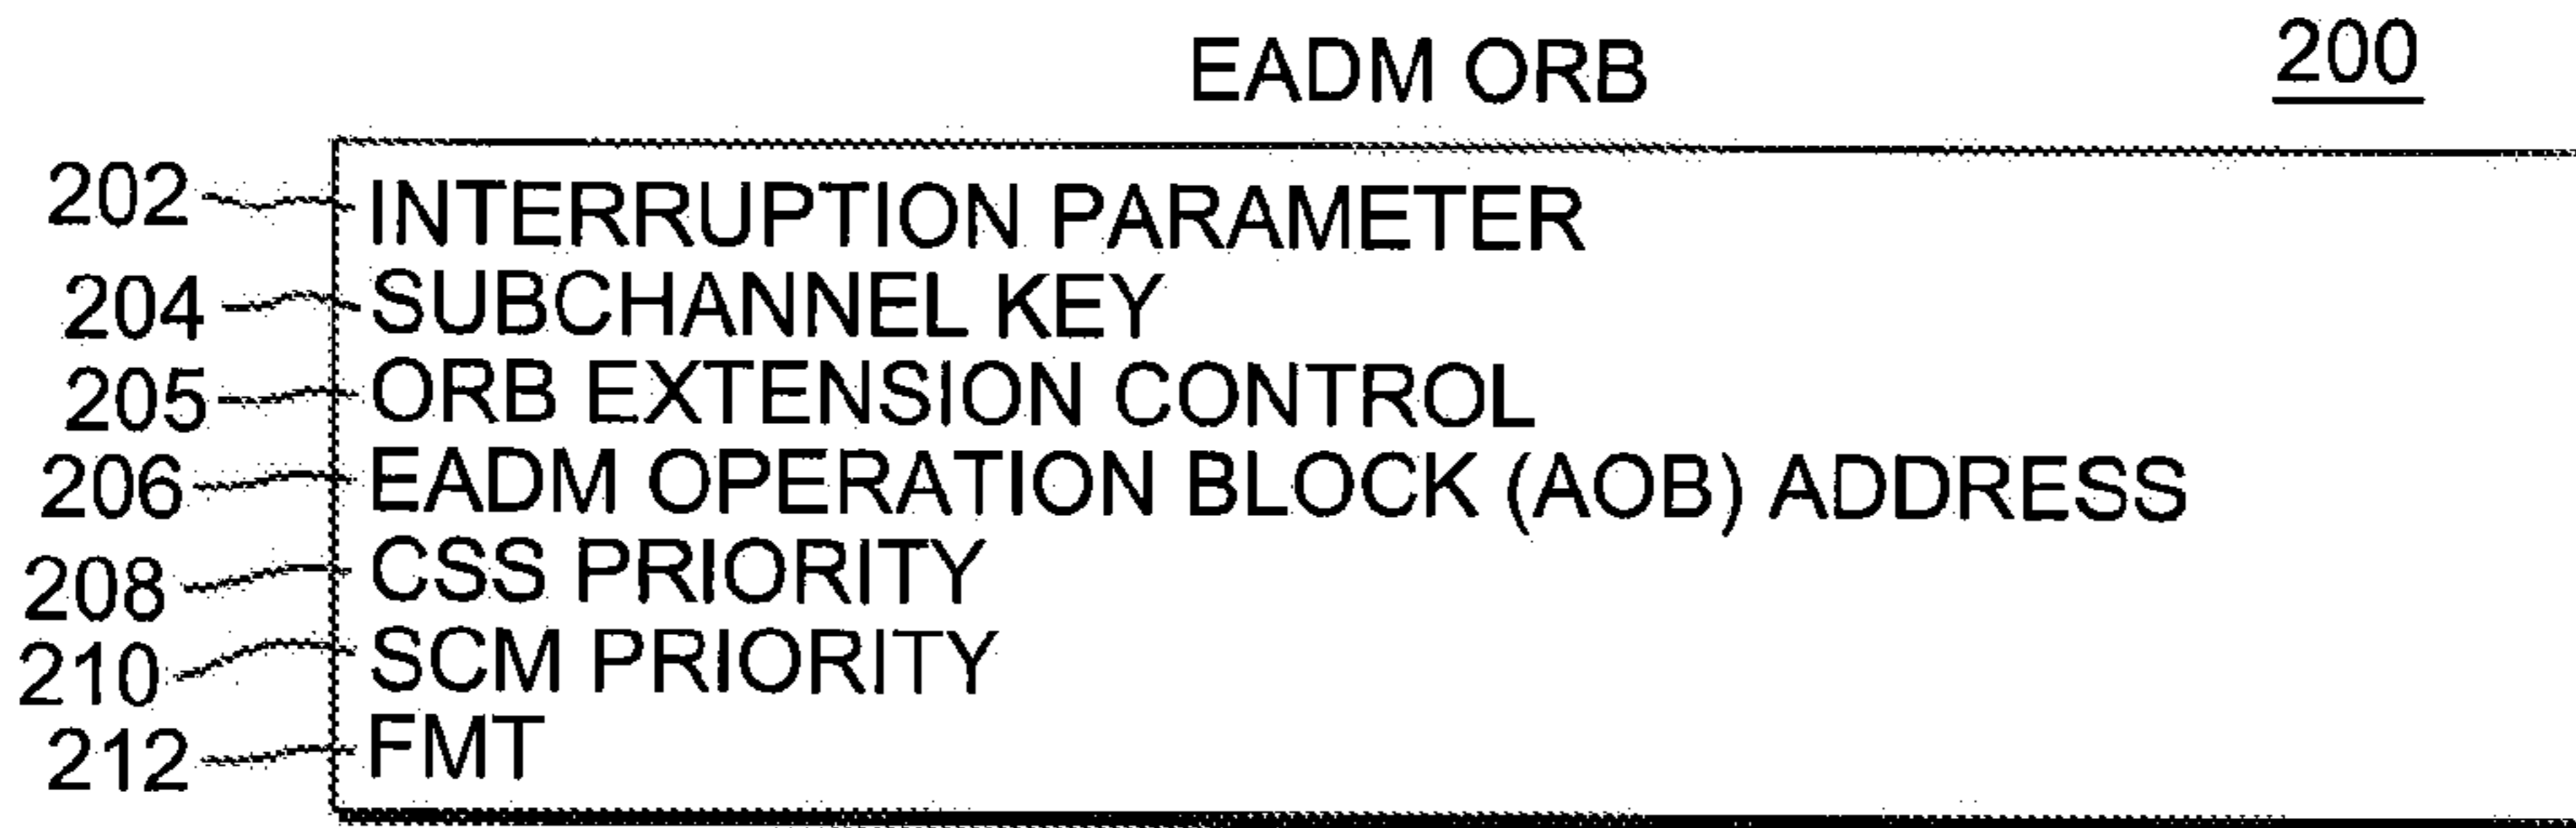 EADM ORB 200
202 INTERRUPTION PARAMETER
204 SUBCHANNEL KEY
205 ORB EXTENSION CONTROL
206 EADM OPERATION BLOCK (AOB) ADDRESS
208 CSS PRIORITY
210 SCM PRIORITY
212 FMT